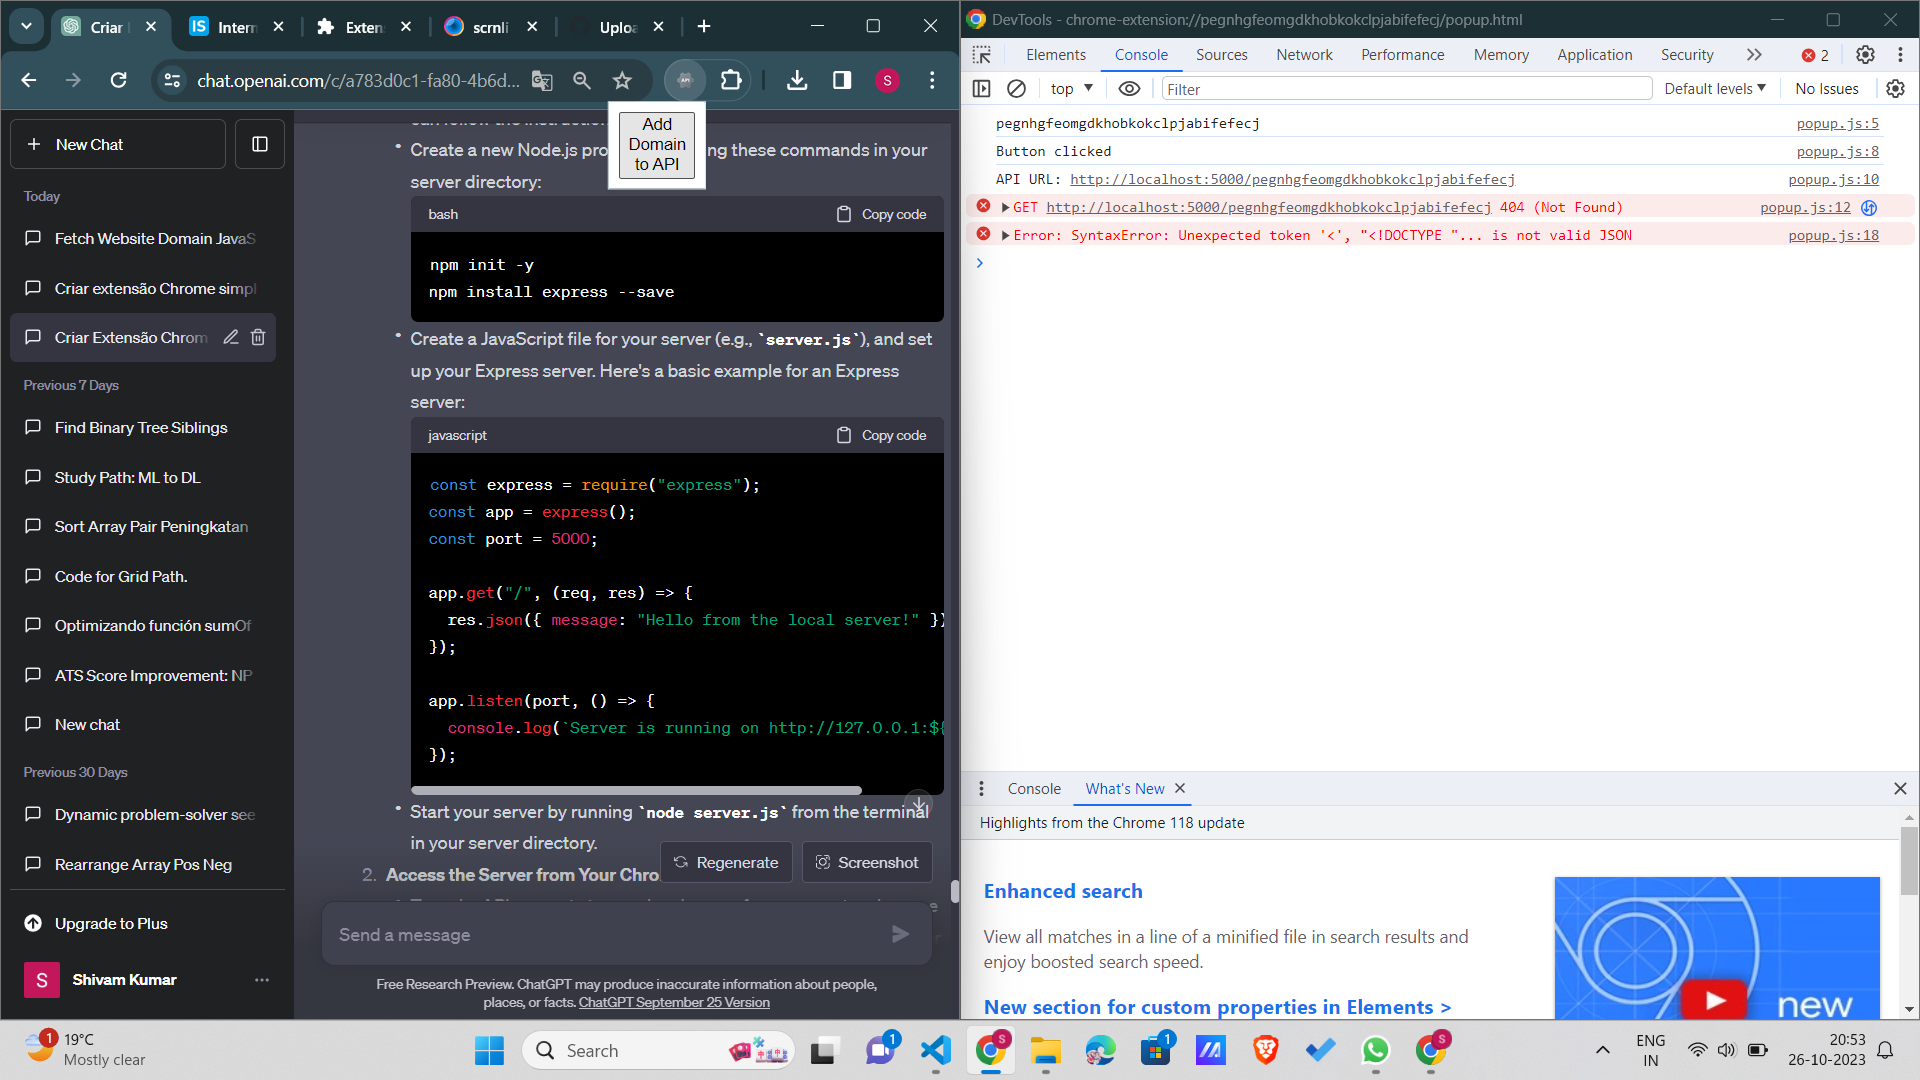 Criar
Intern
Exten
scrnli
Uploa
chat.openai.com/c/a783d0c1-fa80-4b6d...
API
S
Add
Domain
to API
New Chat
Today
Fetch Website Domain JavaS
Criar extensão Chrome simpl
Criar Extensão Chrom
Previous 7 Days
Find Binary Tree Siblings
Study Path: ML to DL
Sort Array Pair Peningkatan
Code for Grid Path.
Optimizando función sumOf
ATS Score Improvement: NP
New chat
Previous 30 Days
Dynamic problem-solver see
Rearrange Array Pos Neg
Upgrade to Plus
S
Shivam Kumar
...
Create a new Node.js pro ng these commands in your
server directory:
bash
Copy code
npm init -y
npm install express --save
Create a JavaScript file for your server (e.g., `server.js`), and set
up your Express server. Here's a basic example for an Express
server:
javascript
Copy code
const express = require("express");
const app = express();
const port = 5000;
app.get("/", (req, res) => {
res.json({ message: "Hello from the local server!" })
});
app.listen(port, () => {
console.log(`Server is running on http://127.0.0.1:${
});
Start your server by running `node server.js` from the terminal
in your server directory.
Regenerate
Screenshot
2. Access the Server from Your Chro
Send a message
Free Research Preview. ChatGPT may produce inaccurate information about people,
places, or facts. ChatGPT September 25 Version
DevTools - chrome-extension://pegnhgfeomgdkhobkokclpjabifefecj/popup.html
Elements Console Sources Network Performance Memory Application Security
2
top
Filter
Default levels
No Issues
pegnhgfeomgdkhobkokclpjabifefecj popup.js:5
Button clicked popup.js:8
API URL: http://localhost:5000/pegnhgfeomgdkhobkokclpjabifefecj popup.js:10
GET http://localhost:5000/pegnhgfeomgdkhobkokclpjabifefecj 404 (Not Found) popup.js:12
Error: SyntaxError: Unexpected token '<', "<!DOCTYPE "... is not valid JSON popup.js:18
Console
What's New
Highlights from the Chrome 118 update
Enhanced search
View all matches in a line of a minified file in search results and
enjoy boosted search speed.
New section for custom properties in Elements >
new
1
19°C
Mostly clear
Search
1
S
1
S
ENG
IN
20:53
26-10-2023